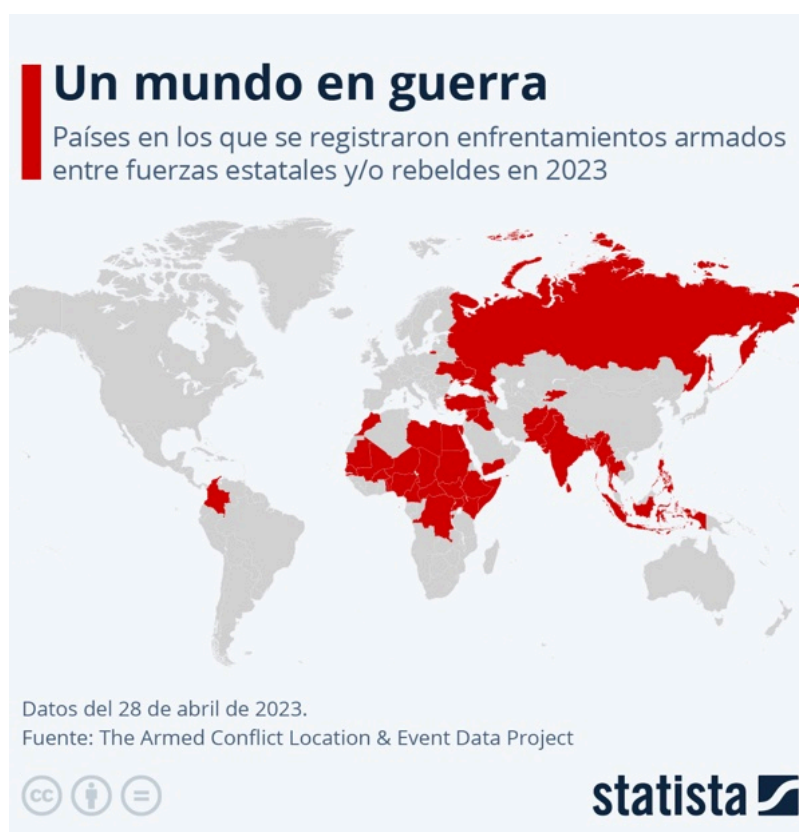 Un mundo en guerra
Países en los que se registraron enfrentamientos armados
entre fuerzas estatales y/o rebeldes en 2023
Datos del 28 de abril de 2023.
Fuente: The Armed Conflict Location & Event Data Project
cc
statista